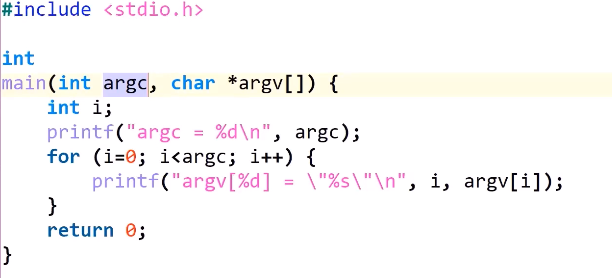 #include <stdio.h>

int
main(int argc, char *argv[]) {
    int i;
    printf("argc = %d\n", argc);
    for (i=0; i<argc; i++) {
        printf("argv[%d] = \"%s\"\n", i, argv[i]);
    }
    return 0;
}